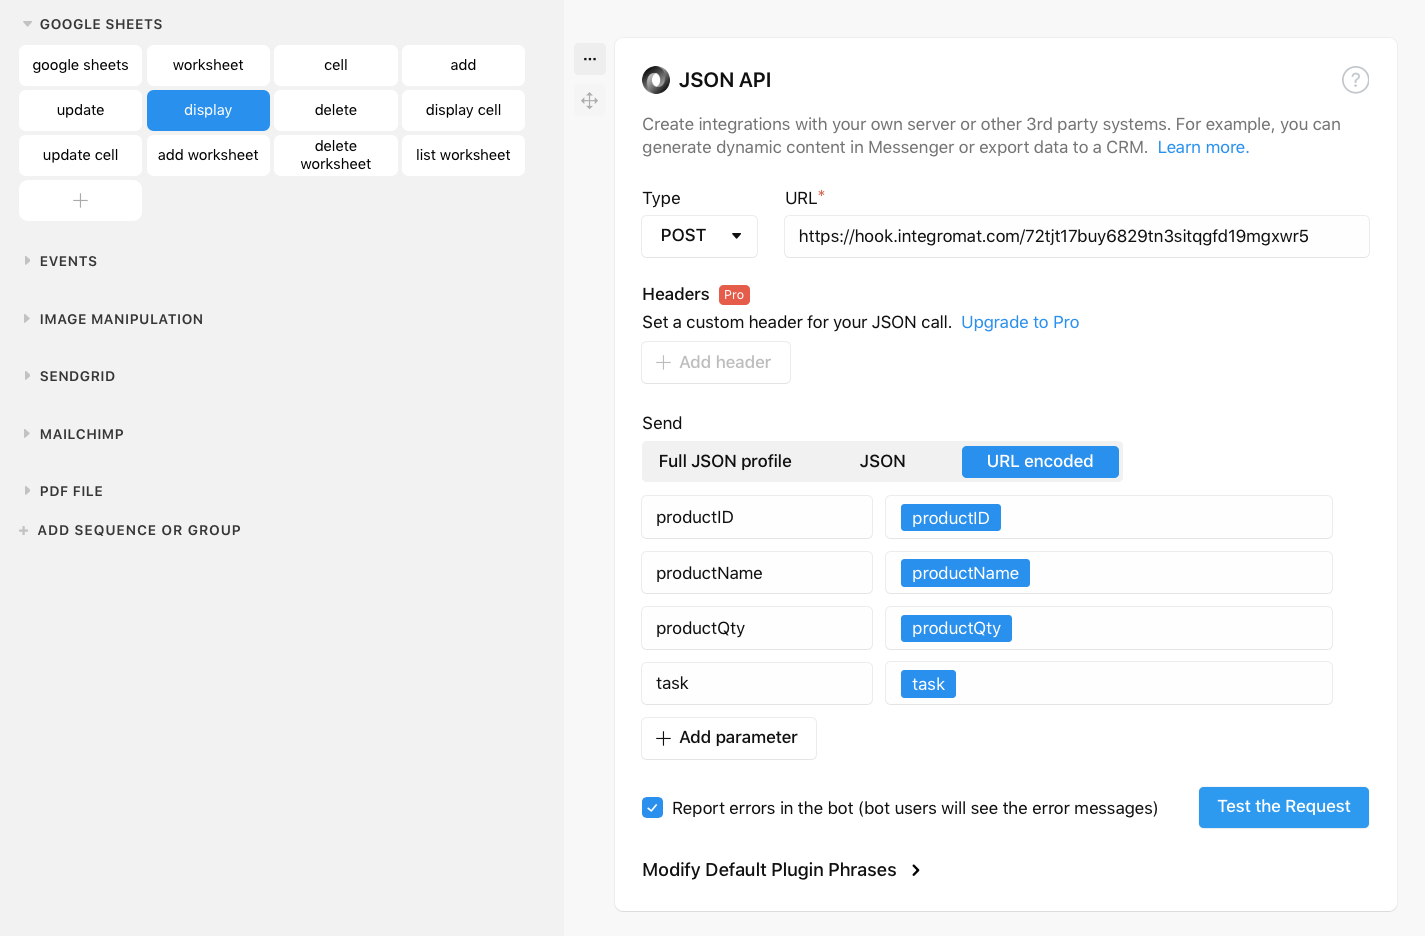 GOOGLE SHEETS
google sheets
worksheet
cell
add
update
display
delete
display cell
update cell
add worksheet
delete
worksheet
list worksheet
EVENTS
IMAGE MANIPULATION
SENDGRID
MAILCHIMP
PDF FILE
+ ADD SEQUENCE OR GROUP
JSON API
?
Create integrations with your own server or other 3rd party systems. For example, you can
generate dynamic content in Messenger or export data to a CRM. Learn more.
Type
URL*
POST
https://hook.integromat.com/72tjt17buy6829tn3sitqgfd19mgxwr5
Headers Pro
Set a custom header for your JSON call. Upgrade to Pro
+ Add header
Send
Full JSON profile
JSON
URL encoded
productID
productID
productName
productName
productQty
productQty
task
task
+ Add parameter
Report errors in the bot (bot users will see the error messages)
Test the Request
Modify Default Plugin Phrases